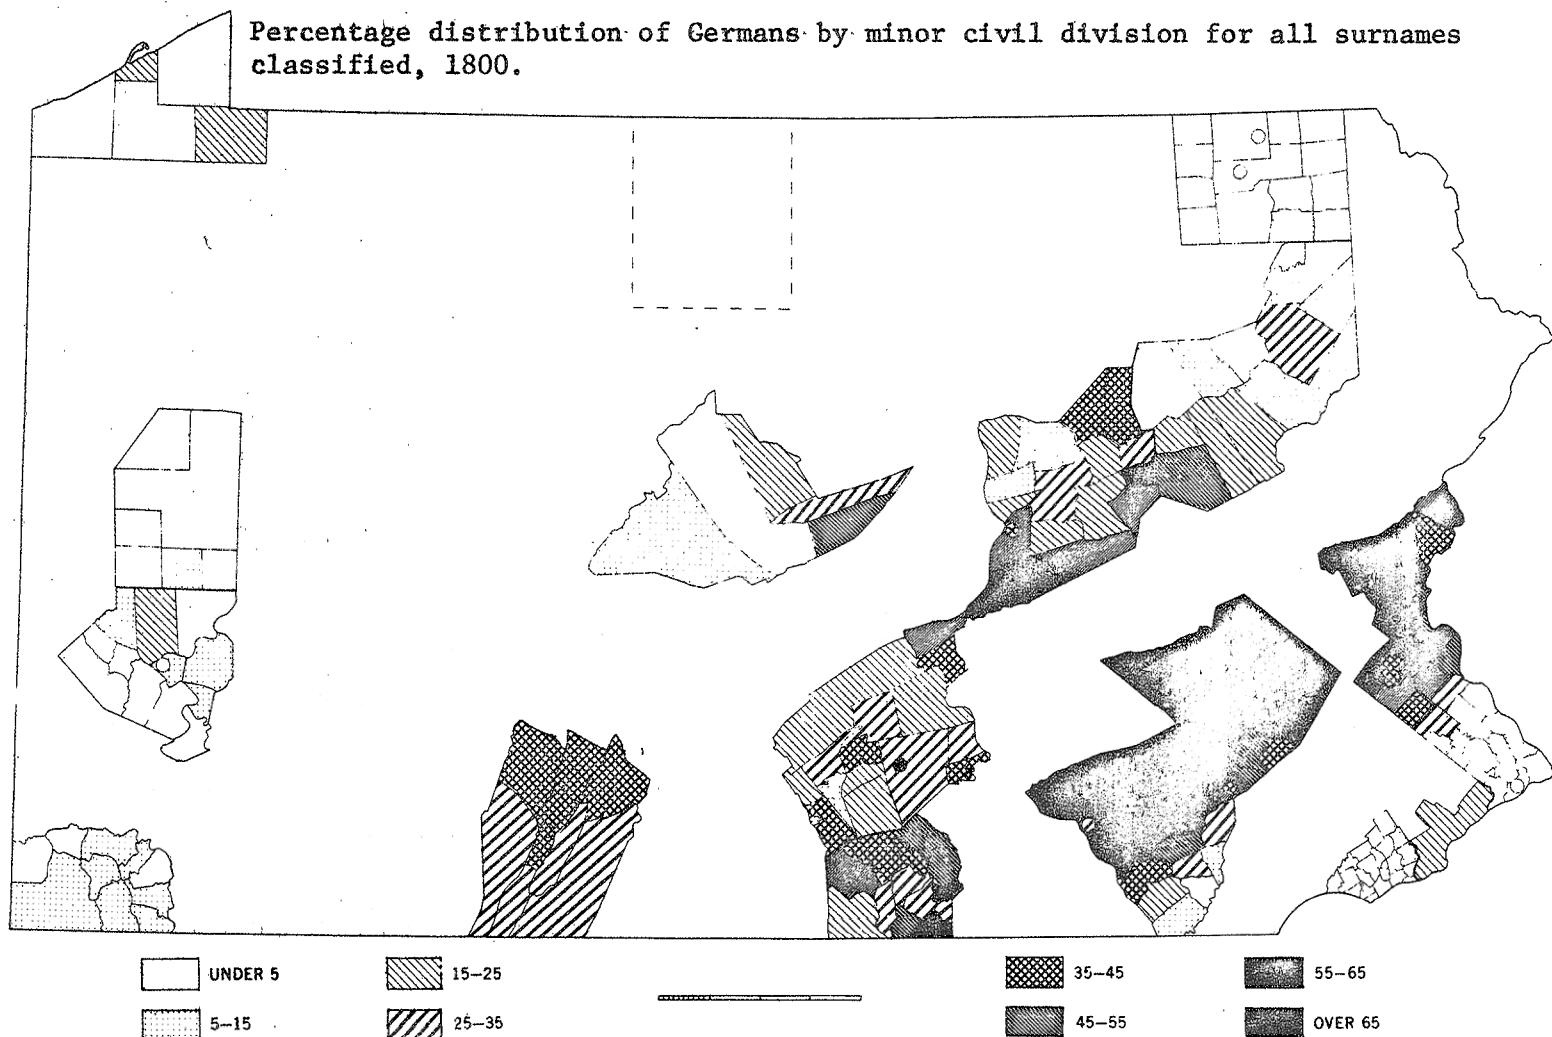 Percentage distribution of Germans by minor civil division for all surnames
classified, 1800.
UNDER 5
15–25
35–45
55–65
5–15
25–35
45–55
OVER 65